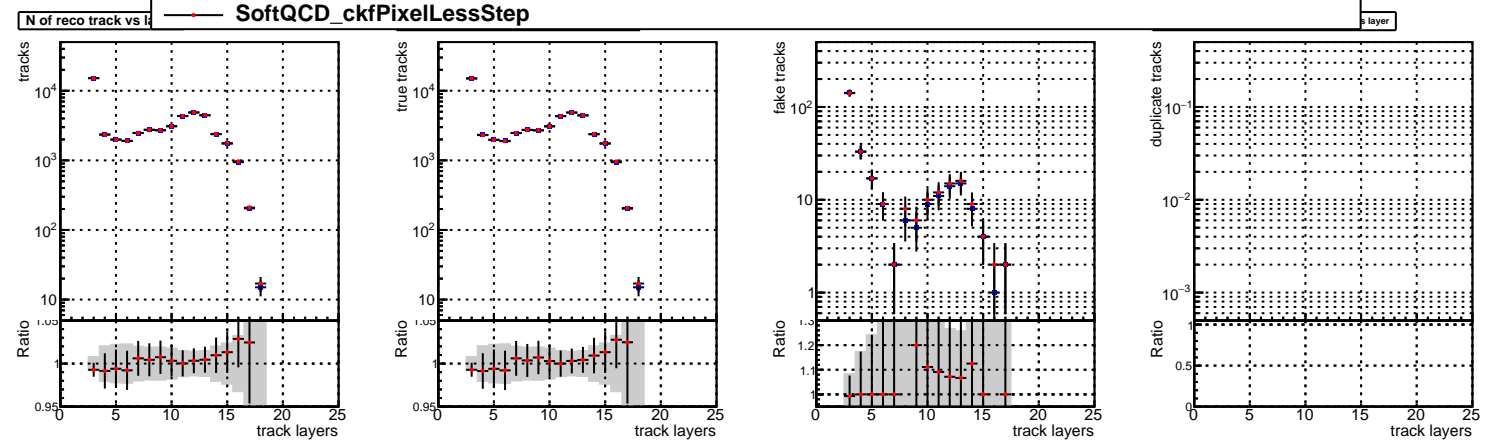 SoftQCD_ckfPixelLessStep
N of reco track vs la
s layer
tracks
10⁴
10³
10²
10
Ratio
1.05
1
0.95
0 5 10 15 20 25
track layers
true tracks
10⁴
10³
10²
10
Ratio
1.05
1
0.95
0 5 10 15 20 25
track layers
fake tracks
10²
10
1
Ratio
1.3
1.2
1.1
1
0 5 10 15 20 25
track layers
duplicate tracks
10⁻¹
10⁻²
10⁻³
Ratio
1
0.5
0
0 5 10 15 20 25
track layers